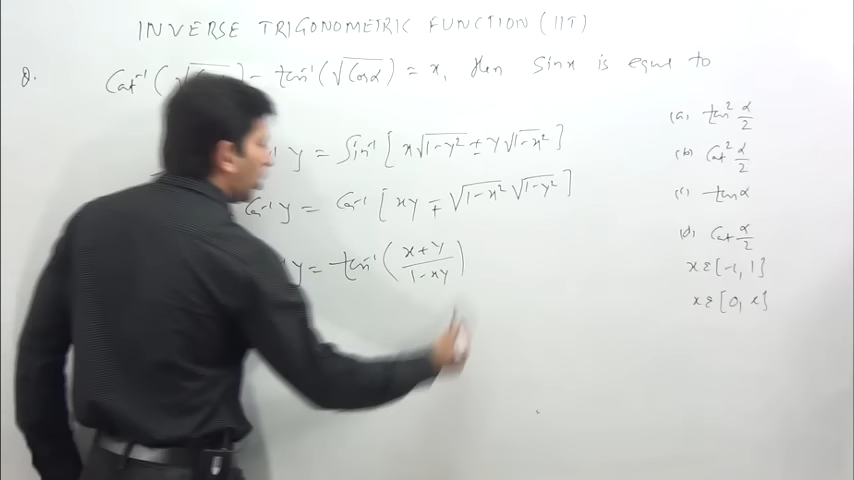 INVERSE TRIGONOMETRIC FUNCTION (IIT)
Q. Cot⁻¹ (√ ) - tan⁻¹ (√Cosα) = x, then Sinx is equal to
y = Sin⁻¹ [x√1-y² ± y√1-x²]
Cos⁻¹ y = Cos⁻¹ [xy ∓ √1-x² √1-y²]
y = tan⁻¹ (x+y / 1-xy)
(a) tan² α/2
(b) Cot² α/2
(c) tanα
(d) Cot α/2
x ε [-1, 1]